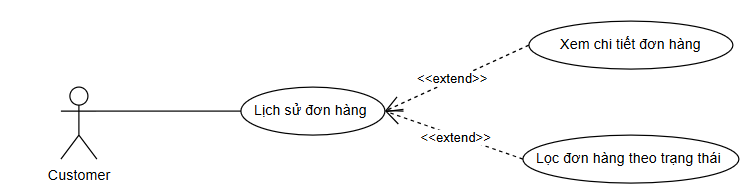 Xem chi tiết đơn hàng
<<extend>>
Lịch sử đơn hàng
<<extend>>
Lọc đơn hàng theo trạng thái
Customer